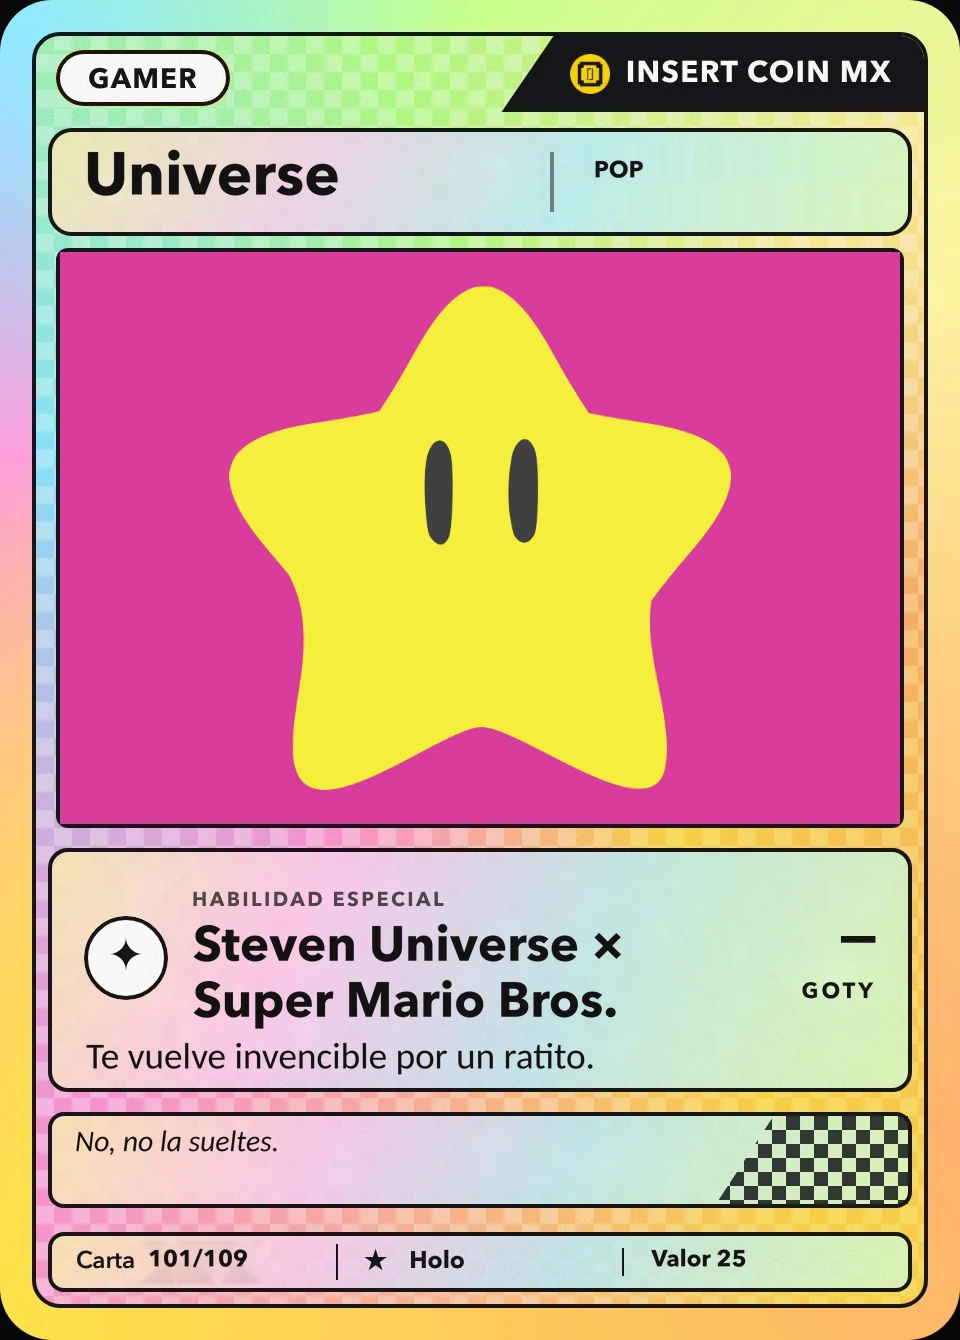 GAMER
INSERT COIN MX
Universe
POP
HABILIDAD ESPECIAL
Steven Universe ×
Super Mario Bros.
—
GOTY
Te vuelve invencible por un ratito.
No, no la sueltes.
Carta 101/109
★ Holo
Valor 25